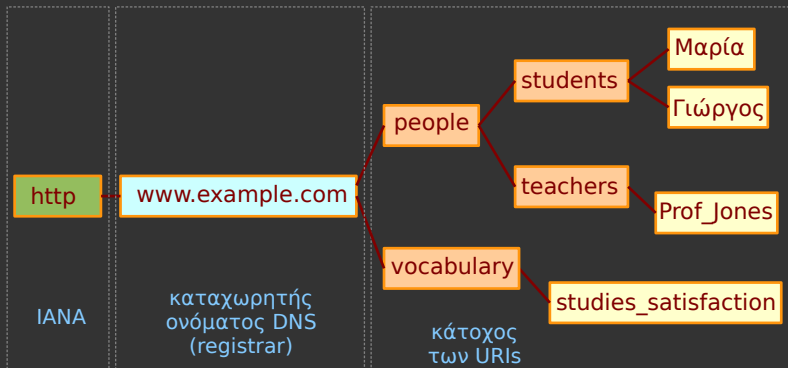 Μαρία
students
Γιώργος
people
teachers
http
www.example.com
Prof_Jones
vocabulary
studies_satisfaction
IANA
καταχωρητής
ονόματος DNS
(registrar)
κάτοχος
των URIs